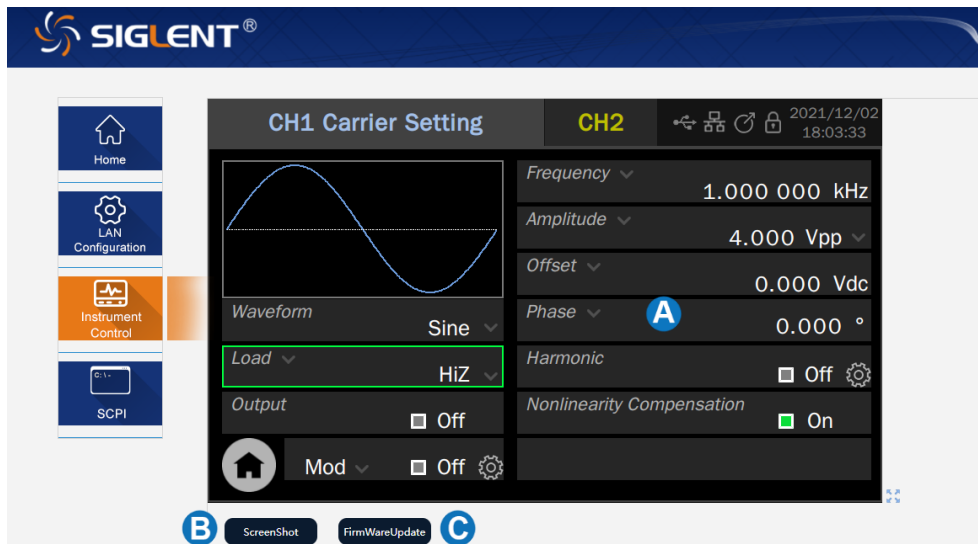 SIGLENT®
Home
LAN
Configuration
Instrument
Control
C:\-
SCPI
CH1 Carrier Setting
CH2
2021/12/02
18:03:33
Waveform
Sine
Load
HiZ
Output
Off
Mod
Off
Frequency
1.000 000 kHz
Amplitude
4.000 Vpp
Offset
0.000 Vdc
Phase
A
0.000 °
Harmonic
Off
Nonlinearity Compensation
On
B
ScreenShot
FirmWareUpdate
C